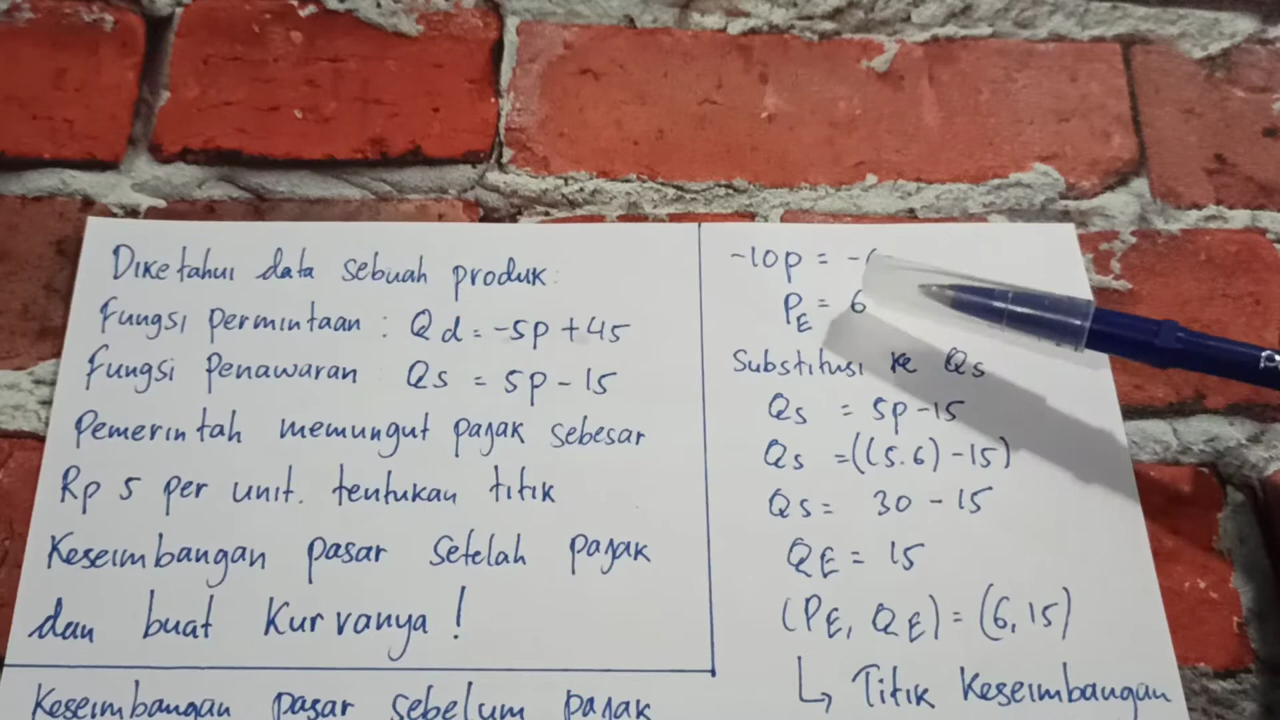 Diketahui data sebuah produk:
Fungsi permintaan : Qd = -5p + 45
Fungsi Penawaran Qs = 5p - 15
Pemerintah memungut pajak sebesar
Rp 5 per unit. tentukan titik
Keseimbangan pasar setelah pajak
dan buat kurvanya !
Keseimbangan pasar sebelum pajak
-10p = -
PE = 6
Substitusi ke Qs
Qs = 5p - 15
Qs = ((5.6) - 15)
Qs = 30 - 15
QE = 15
(PE, QE) = (6, 15)
↳ Titik Keseimbangan